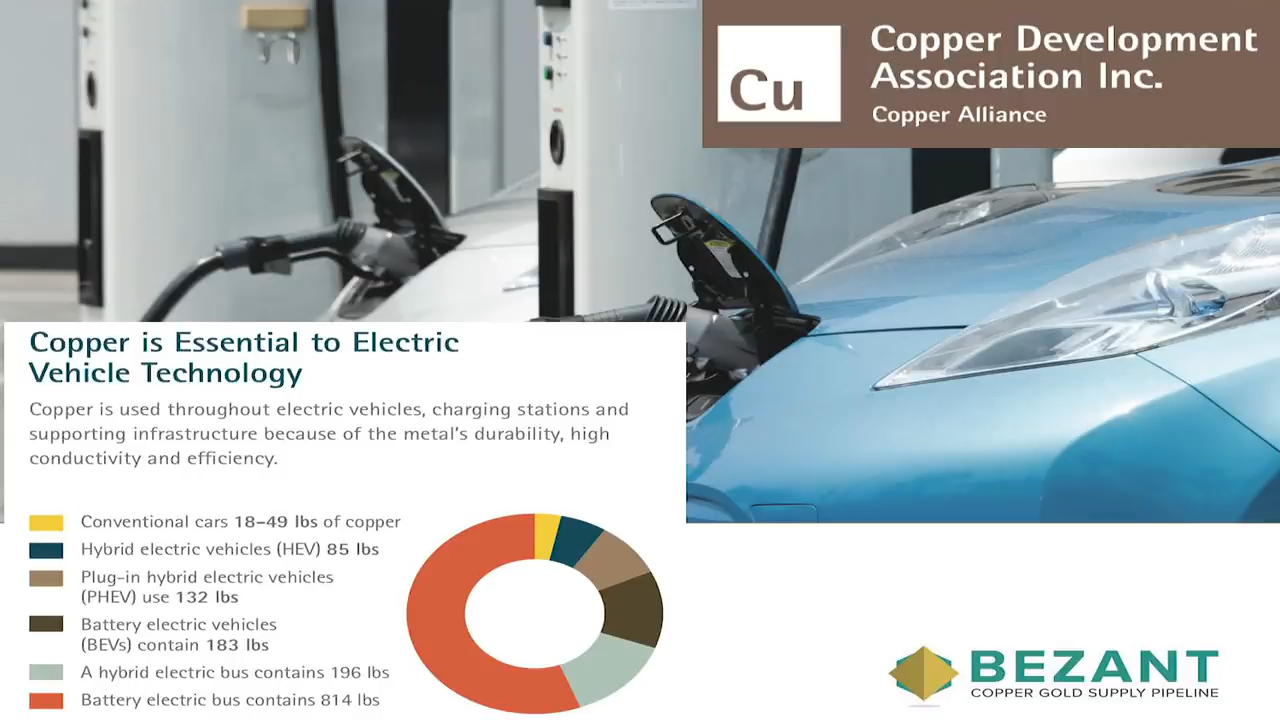 Cu
Copper Development
Association Inc.
Copper Alliance
Copper is Essential to Electric
Vehicle Technology
Copper is used throughout electric vehicles, charging stations and
supporting infrastructure because of the metal's durability, high
conductivity and efficiency.
Conventional cars 18–49 lbs of copper
Hybrid electric vehicles (HEV) 85 lbs
Plug-in hybrid electric vehicles
(PHEV) use 132 lbs
Battery electric vehicles
(BEVs) contain 183 lbs
A hybrid electric bus contains 196 lbs
Battery electric bus contains 814 lbs
BEZANT
COPPER GOLD SUPPLY PIPELINE